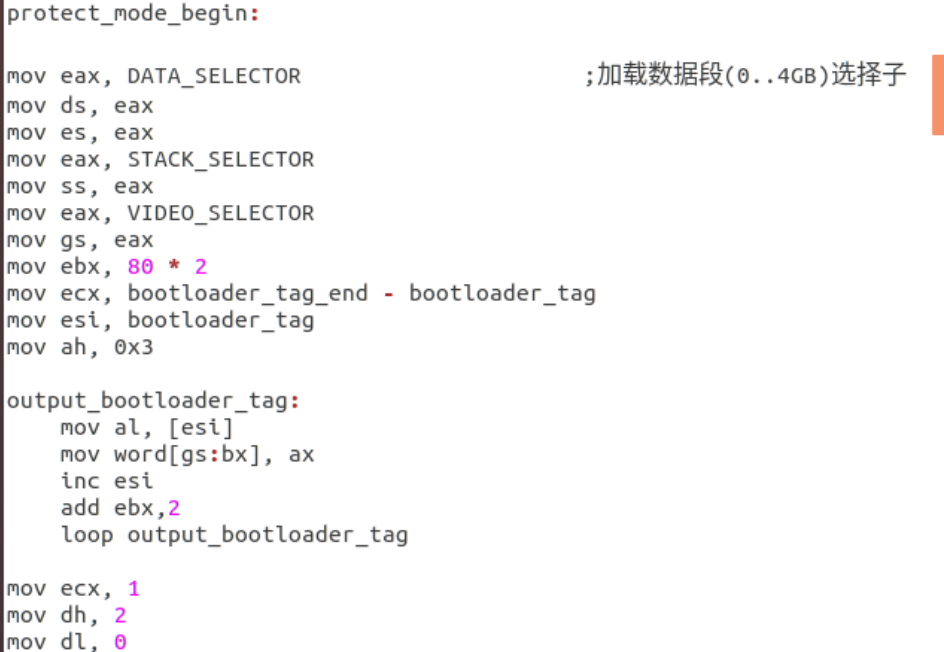 protect_mode_begin:
mov eax, DATA_SELECTOR ;加载数据段(0..4GB)选择子
mov ds, eax
mov es, eax
mov eax, STACK_SELECTOR
mov ss, eax
mov eax, VIDEO_SELECTOR
mov gs, eax
mov ebx, 80 * 2
mov ecx, bootloader_tag_end - bootloader_tag
mov esi, bootloader_tag
mov ah, 0x3
output_bootloader_tag:
mov al, [esi]
mov word[gs:bx], ax
inc esi
add ebx,2
loop output_bootloader_tag
mov ecx, 1
mov dh, 2
mov dl, 0